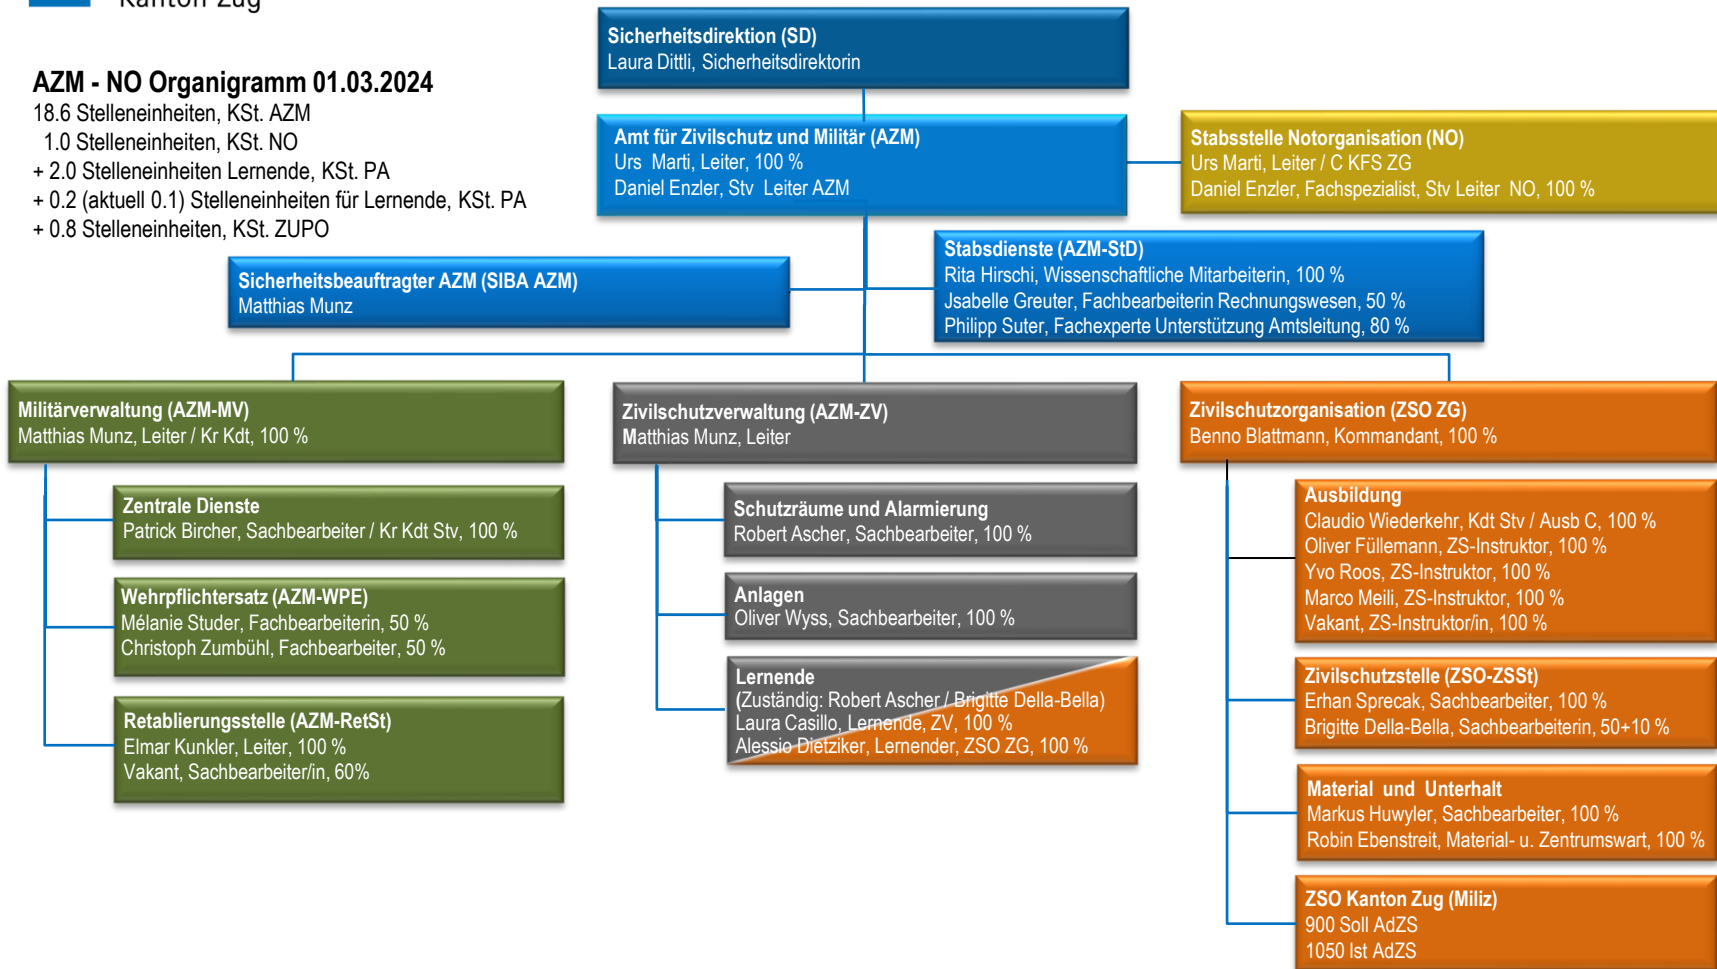 Kanton Zug
AZM - NO Organigramm 01.03.2024
18.6 Stelleneinheiten, KSt. AZM
1.0 Stelleneinheiten, KSt. NO
+ 2.0 Stelleneinheiten Lernende, KSt. PA
+ 0.2 (aktuell 0.1) Stelleneinheiten für Lernende, KSt. PA
+ 0.8 Stelleneinheiten, KSt. ZUPO
Sicherheitsdirektion (SD)
Laura Dittli, Sicherheitsdirektorin
Amt für Zivilschutz und Militär (AZM)
Urs Marti, Leiter, 100 %
Daniel Enzler, Stv Leiter AZM
Stabsstelle Notorganisation (NO)
Urs Marti, Leiter / C KFS ZG
Daniel Enzler, Fachspezialist, Stv Leiter NO, 100 %
Sicherheitsbeauftragter AZM (SIBA AZM)
Matthias Munz
Stabsdienste (AZM-StD)
Rita Hirschi, Wissenschaftliche Mitarbeiterin, 100 %
Jsabelle Greuter, Fachbearbeiterin Rechnungswesen, 50 %
Philipp Suter, Fachexperte Unterstützung Amtsleitung, 80 %
Militärverwaltung (AZM-MV)
Matthias Munz, Leiter / Kr Kdt, 100 %
Zentrale Dienste
Patrick Bircher, Sachbearbeiter / Kr Kdt Stv, 100 %
Wehrpflichtersatz (AZM-WPE)
Mélanie Studer, Fachbearbeiterin, 50 %
Christoph Zumbühl, Fachbearbeiter, 50 %
Retablierungsstelle (AZM-RetSt)
Elmar Kunkler, Leiter, 100 %
Vakant, Sachbearbeiter/in, 60%
Zivilschutzverwaltung (AZM-ZV)
Matthias Munz, Leiter
Schutzräume und Alarmierung
Robert Ascher, Sachbearbeiter, 100 %
Anlagen
Oliver Wyss, Sachbearbeiter, 100 %
Lernende
(Zuständig: Robert Ascher / Brigitte Della-Bella)
Laura Casillo, Lernende, ZV, 100 %
Alessio Dietziker, Lernender, ZSO ZG, 100 %
Zivilschutzorganisation (ZSO ZG)
Benno Blattmann, Kommandant, 100 %
Ausbildung
Claudio Wiederkehr, Kdt Stv / Ausb C, 100 %
Oliver Füllemann, ZS-Instruktor, 100 %
Yvo Roos, ZS-Instruktor, 100 %
Marco Meili, ZS-Instruktor, 100 %
Vakant, ZS-Instruktor/in, 100 %
Zivilschutzstelle (ZSO-ZSSt)
Erhan Sprecak, Sachbearbeiter, 100 %
Brigitte Della-Bella, Sachbearbeiterin, 50+10 %
Material und Unterhalt
Markus Huwyler, Sachbearbeiter, 100 %
Robin Ebenstreit, Material- u. Zentrumswart, 100 %
ZSO Kanton Zug (Miliz)
900 Soll AdZS
1050 Ist AdZS